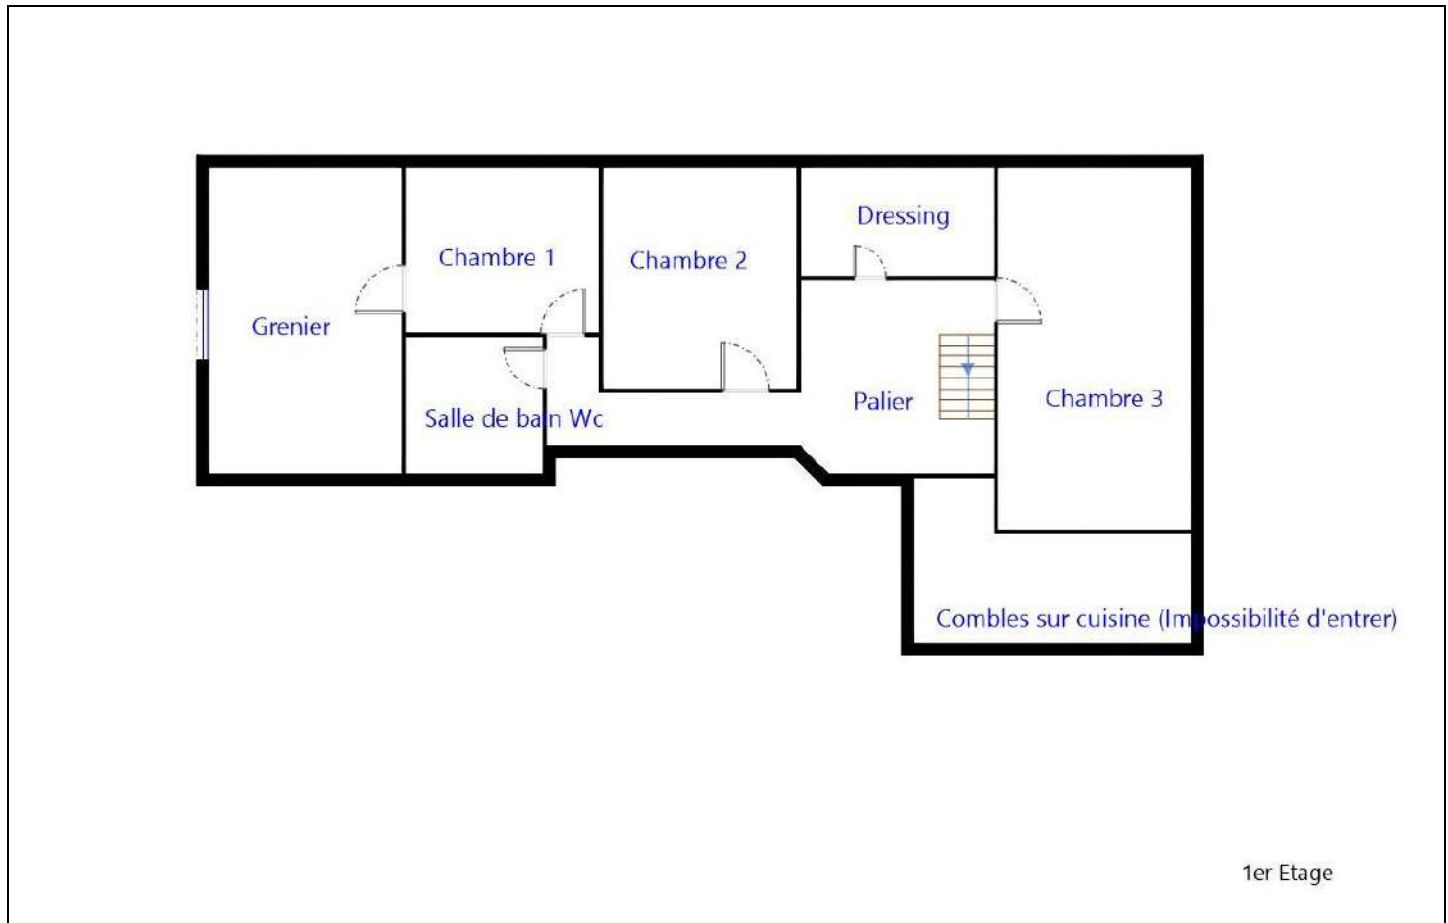 Dressing
Chambre 1
Chambre 2
Grenier
Chambre 3
Palier
Salle de bain Wc
Combles sur cuisine (Impossibilité d'entrer)
1er Etage